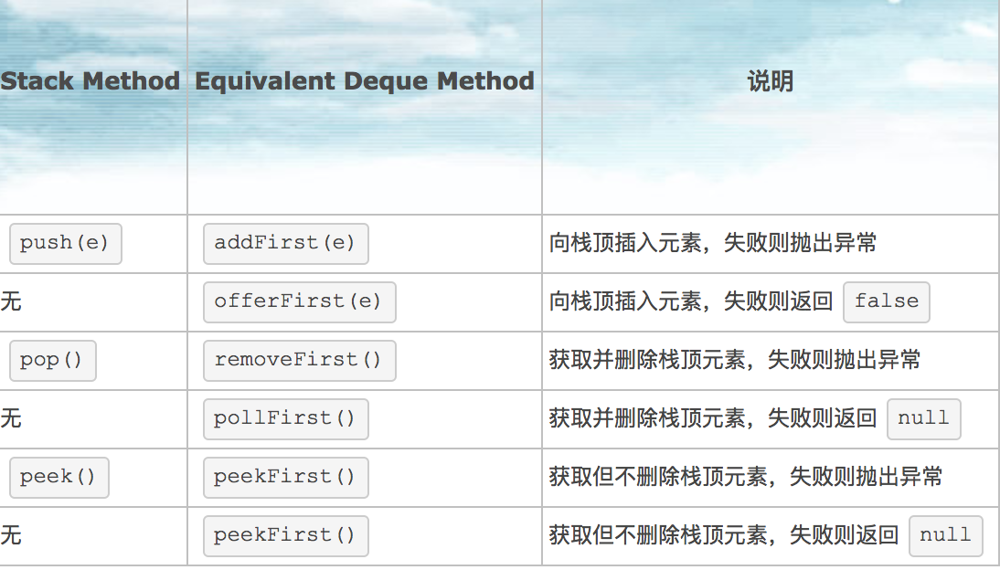 Stack Method Equivalent Deque Method 说明
push(e) addFirst(e) 向栈顶插入元素，失败则抛出异常
无 offerFirst(e) 向栈顶插入元素，失败则返回 false
pop() removeFirst() 获取并删除栈顶元素，失败则抛出异常
无 pollFirst() 获取并删除栈顶元素，失败则返回 null
peek() peekFirst() 获取但不删除栈顶元素，失败则抛出异常
无 peekFirst() 获取但不删除栈顶元素，失败则返回 null